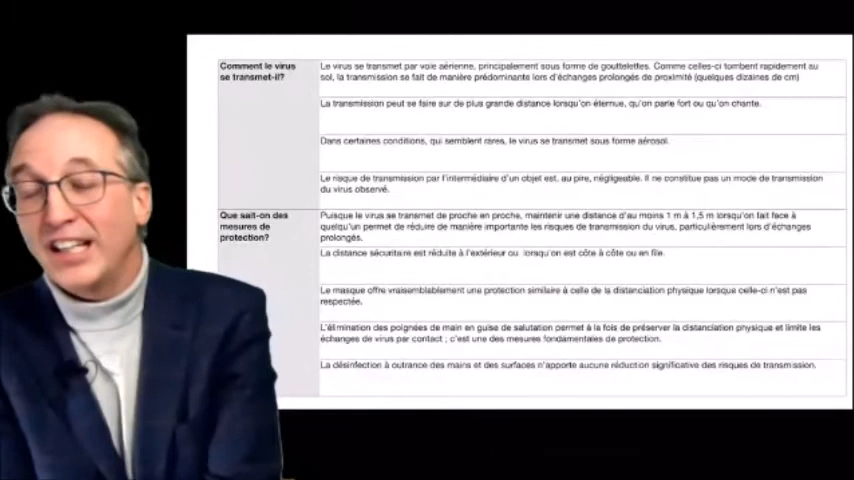 Comment le virus
se transmet-il?
Le virus se transmet par voie aérienne, principalement sous forme de gouttelettes. Comme celles-ci tombent rapidement au
sol, la transmission se fait de manière prédominante lors d'échanges prolongés de proximité (quelques dizaines de cm)
La transmission peut se faire sur de plus grande distance lorsqu'on éternue, qu'on parle fort ou qu'on chante.
Dans certaines conditions, qui semblent rares, le virus se transmet sous forme aérosol.
Le risque de transmission par l'intermédiaire d'un objet est, au pire, négligeable. Il ne constitue pas un mode de transmission
du virus observé.
Que sait-on des
mesures de
protection?
Puisque le virus se transmet de proche en proche, maintenir une distance d'au moins 1 m à 1,5 m lorsqu'on fait face à
quelqu'un permet de réduire de manière importante les risques de transmission du virus, particulièrement lors d'échanges
prolongés.
La distance sécuritaire est réduite à l'extérieur ou lorsqu'on est côte à côte ou en file.
Le masque offre vraisemblablement une protection similaire à celle de la distanciation physique lorsque celle-ci n'est pas
respectée.
L'élimination des poignées de main en guise de salutation permet à la fois de préserver la distanciation physique et limite les
échanges de virus par contact ; c'est une des mesures fondamentales de protection.
La désinfection à outrance des mains et des surfaces n'apporte aucune réduction significative des risques de transmission.